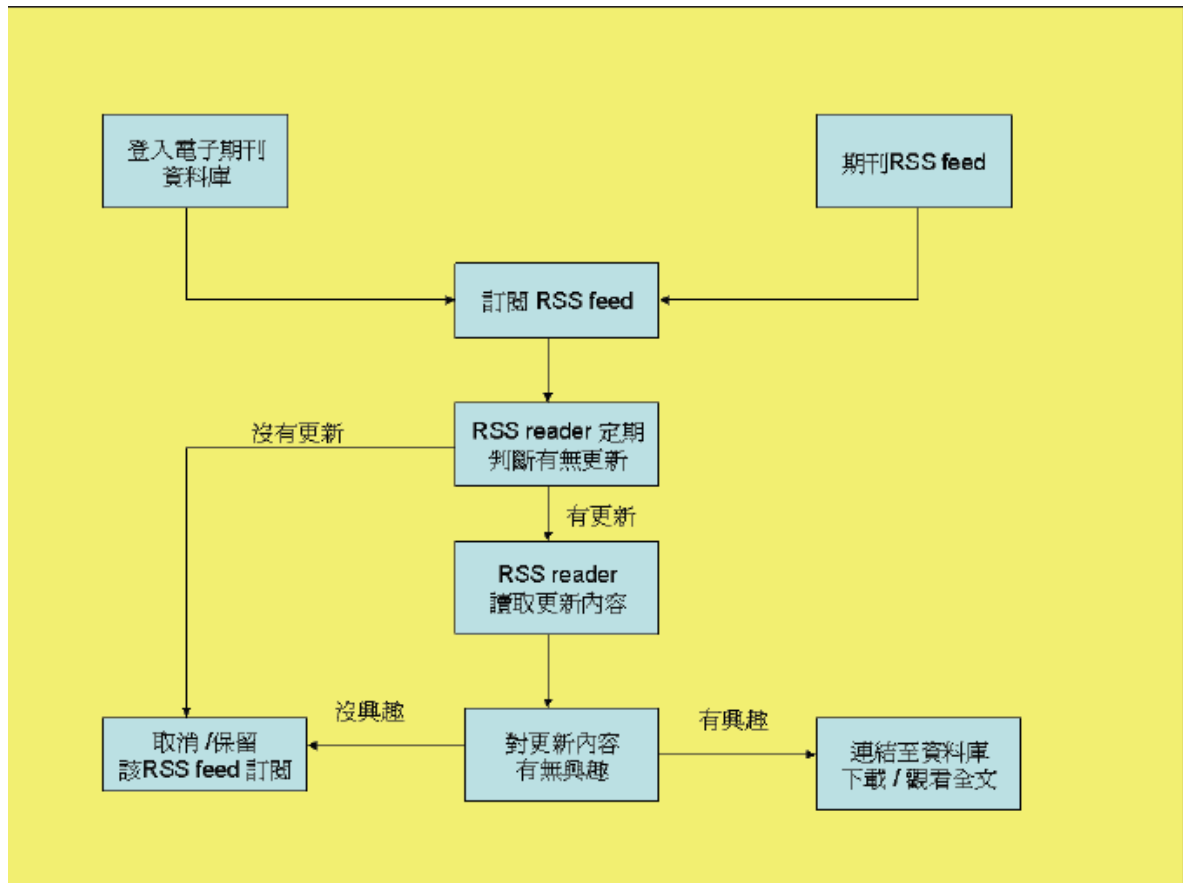 登入電子期刊
資料庫
期刊RSS feed
訂閱 RSS feed
沒有更新
RSS reader 定期
判斷有無更新
有更新
RSS reader
讀取更新內容
沒興趣
有興趣
取消 /保留
該RSS feed 訂閱
對更新內容
有無興趣
連結至資料庫
下載 / 觀看全文